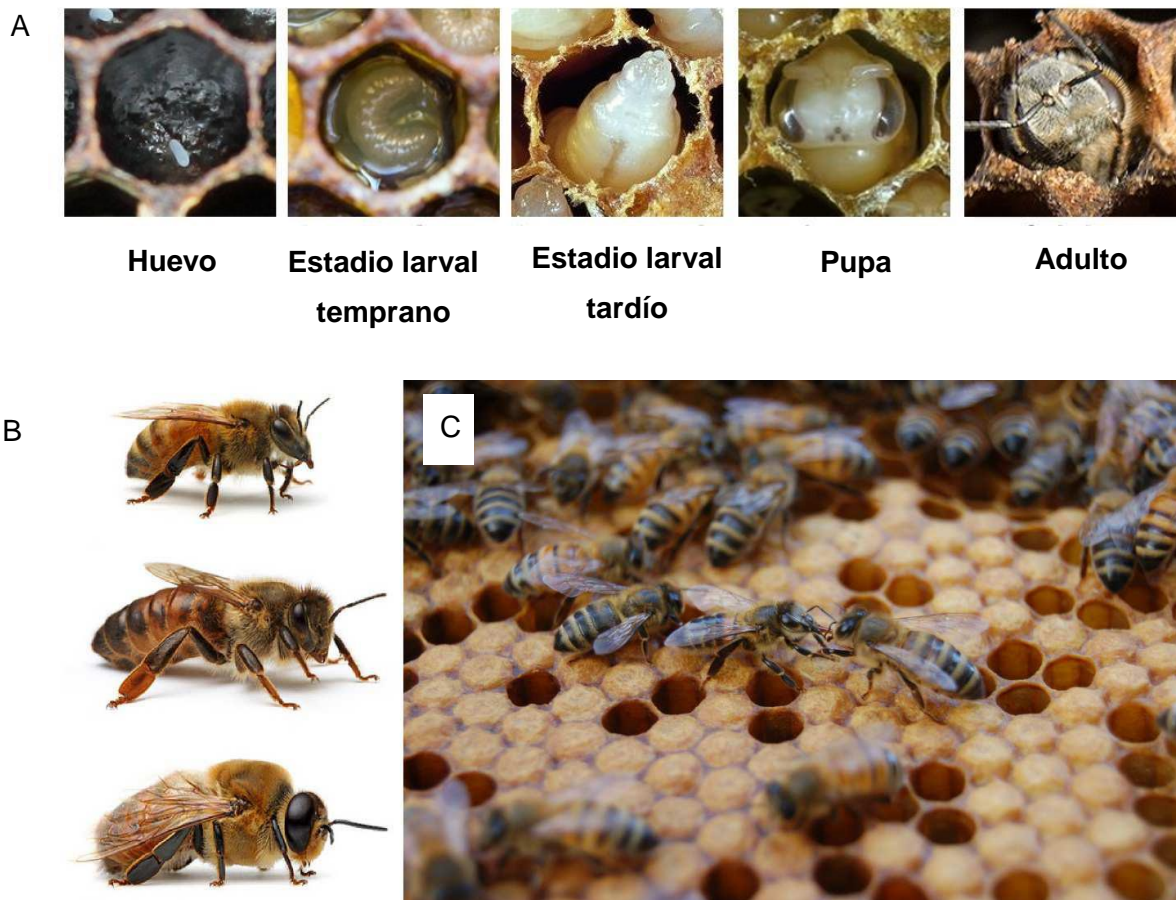 A
Huevo
Estadio larval
temprano
Estadio larval
tardío
Pupa
Adulto
B
C